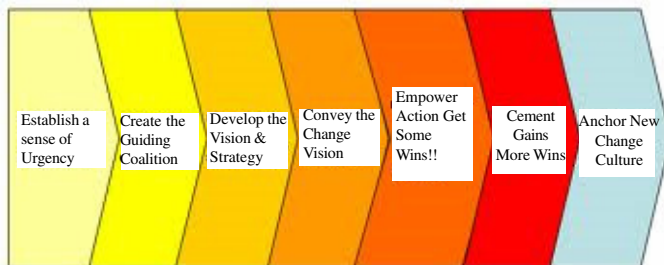 Establish a
sense of
Urgency
Create the
Guiding
Coalition
Develop the
Vision &
Strategy
Convey the
Change
Vision
Empower
Action Get
Some
Wins!!
Cement
Gains
More Wins
Anchor New
Change
Culture